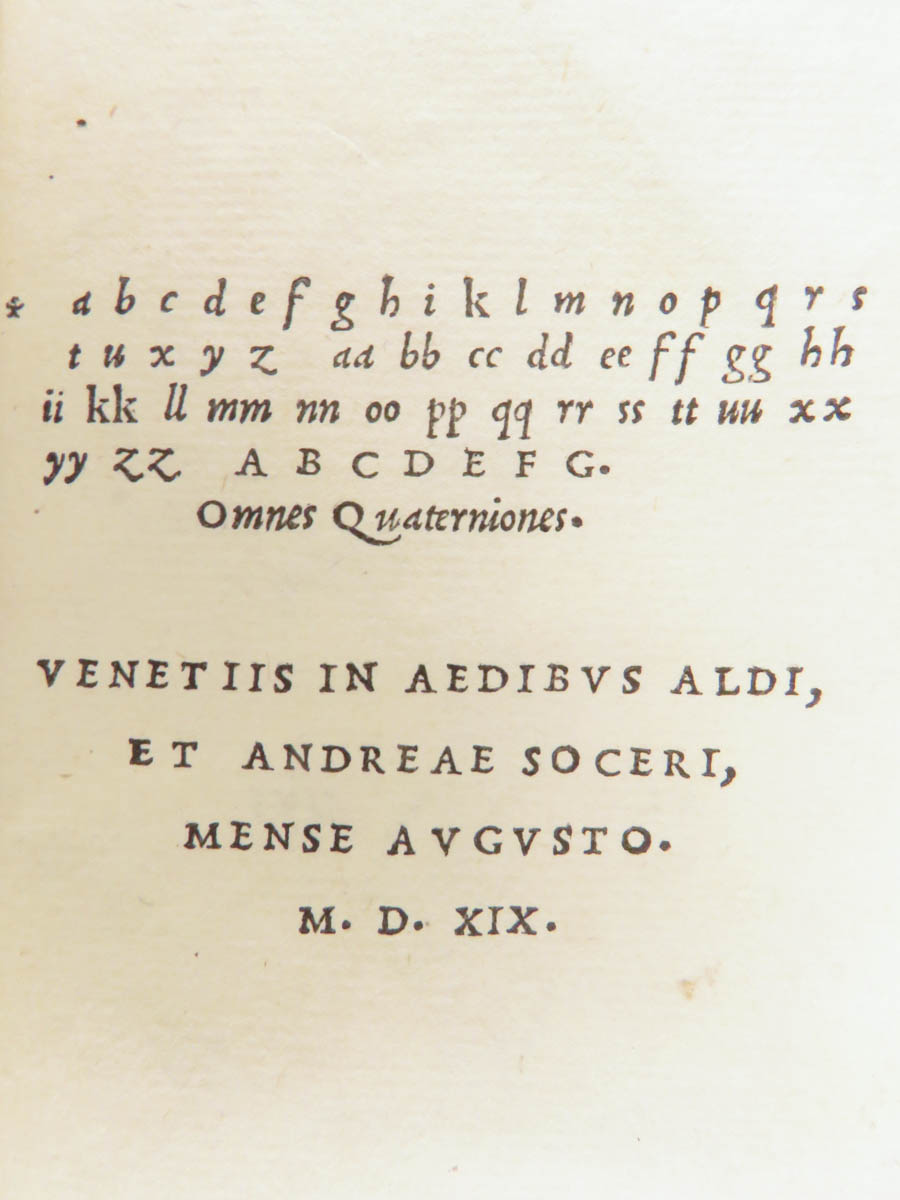 * a b c d e f g h i k l m n o p q r s
t u x y z aa bb cc dd ee ff gg hh
ii kk ll mm nn oo pp qq rr ss tt uu xx
yy zz A B C D E F G.
Omnes Quaterniones.
VENETIIS IN AEDIBVS ALDI,
ET ANDREAE SOCERI,
MENSE AVGVSTO.
M. D. XIX.